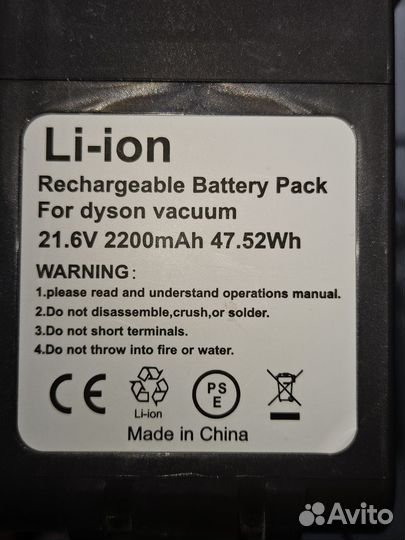 Li-ion
Rechargeable Battery Pack
For dyson vacuum
21.6V 2200mAh 47.52Wh
WARNING:
1.please read and understand operations manual.
2.Do not disassemble,crush,or solder.
3.Do not short terminals.
4.Do not throw into fire or water.
CE
Li-ion
PS
E
Made in China
Avito